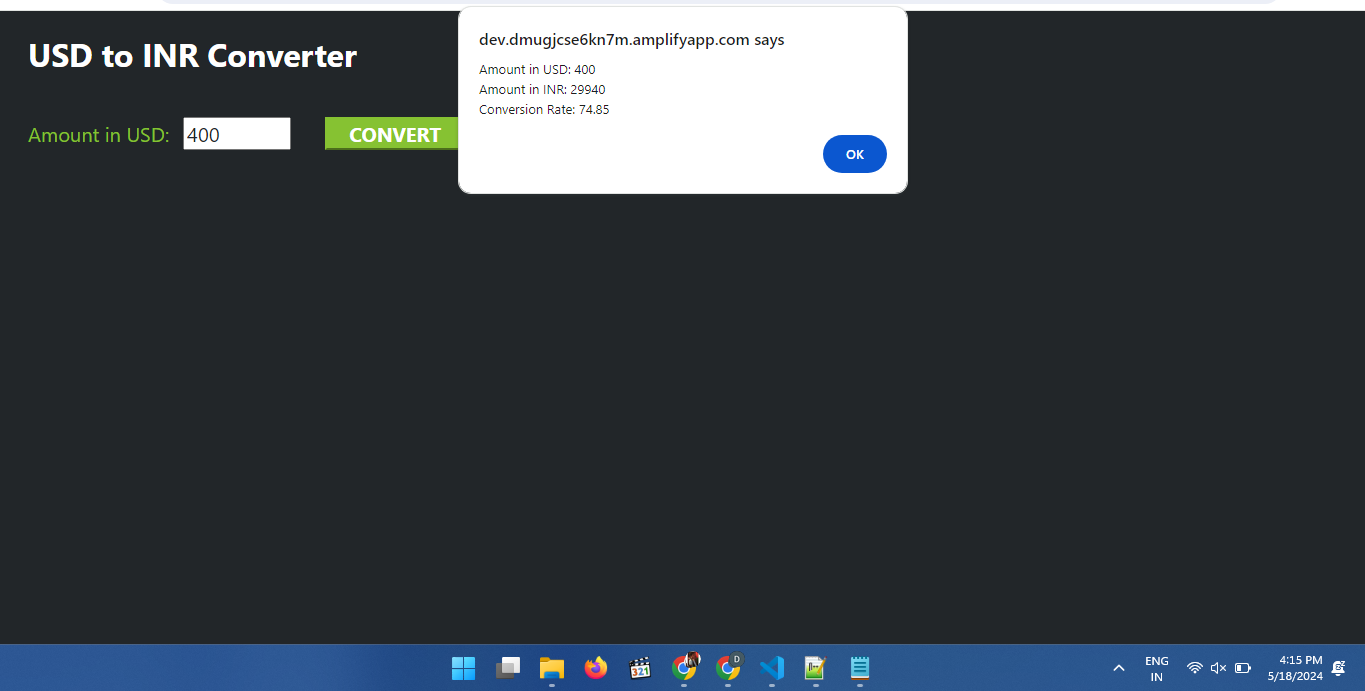 USD to INR Converter
Amount in USD: 400 CONVERT
dev.dmugjcse6kn7m.amplifyapp.com says
Amount in USD: 400
Amount in INR: 29940
Conversion Rate: 74.85
OK
321
D
ENG
IN
4:15 PM
5/18/2024